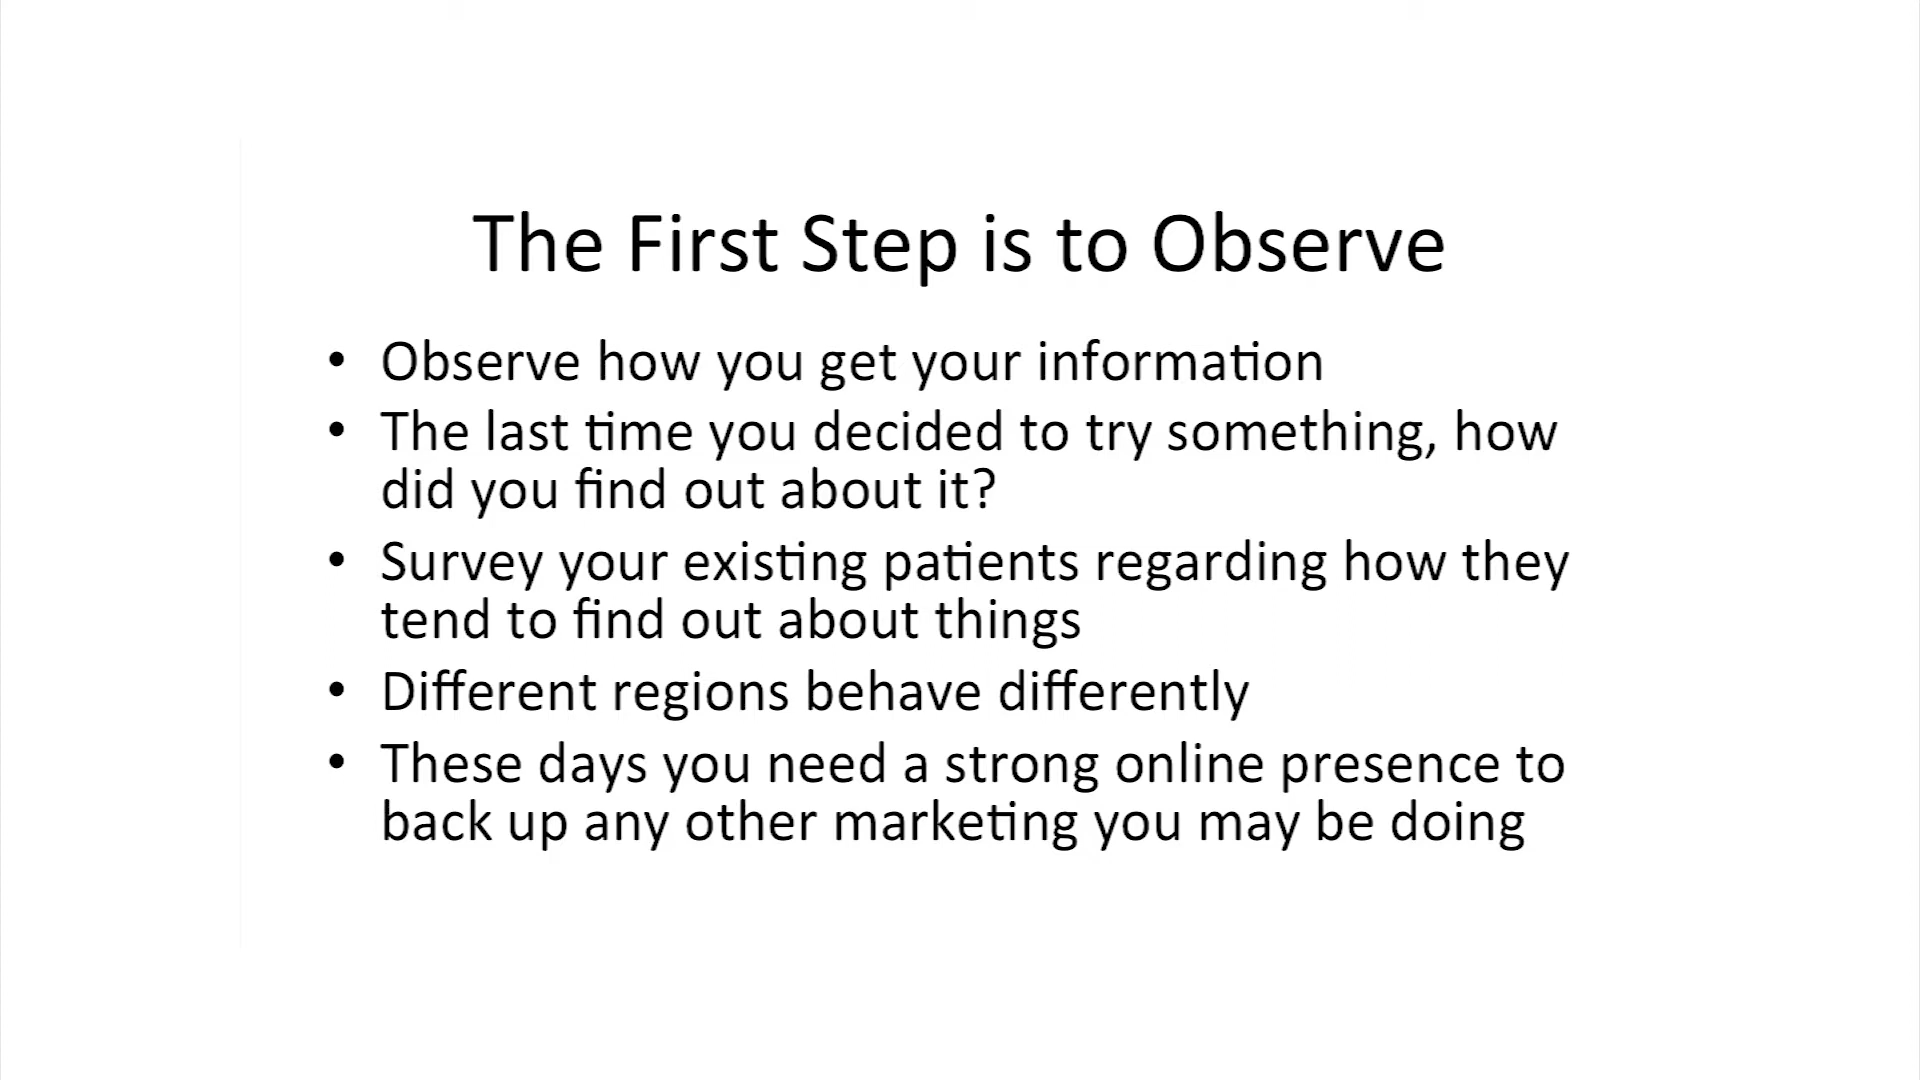 The First Step is to Observe
• Observe how you get your information
• The last time you decided to try something, how
did you find out about it?
• Survey your existing patients regarding how they
tend to find out about things
• Different regions behave differently
• These days you need a strong online presence to
back up any other marketing you may be doing